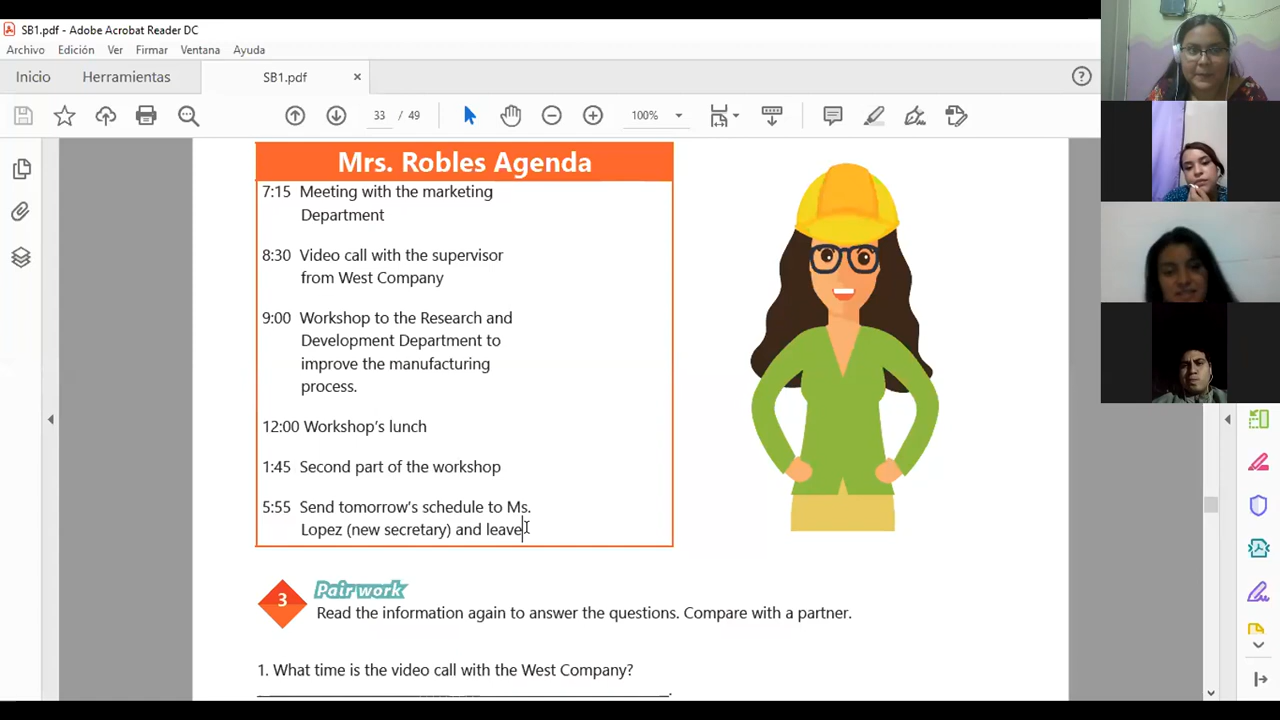 SB1.pdf - Adobe Acrobat Reader DC
Archivo Edición Ver Firmar Ventana Ayuda
Inicio Herramientas SB1.pdf ×
33 / 49 100%
Mrs. Robles Agenda
7:15 Meeting with the marketing
Department
8:30 Video call with the supervisor
from West Company
9:00 Workshop to the Research and
Development Department to
improve the manufacturing
process.
12:00 Workshop's lunch
1:45 Second part of the workshop
5:55 Send tomorrow's schedule to Ms.
Lopez (new secretary) and leave
3 Pair work
Read the information again to answer the questions. Compare with a partner.
1. What time is the video call with the West Company?